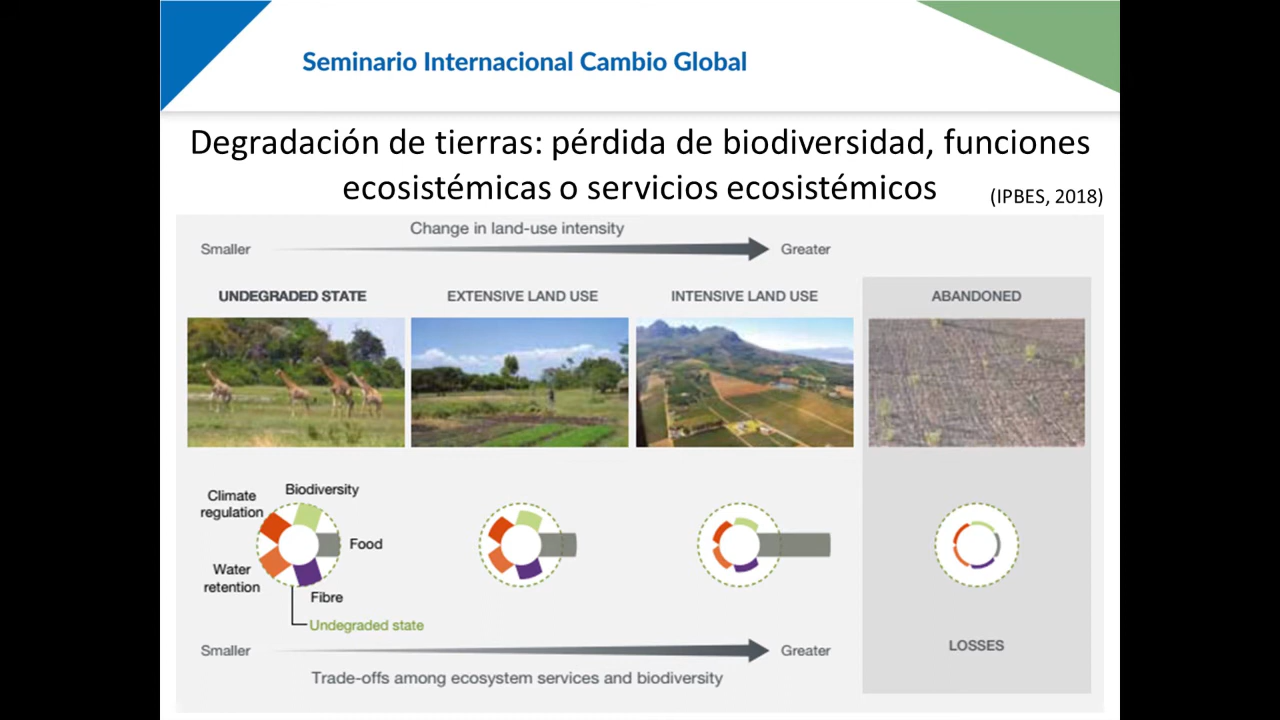 Seminario Internacional Cambio Global
Degradación de tierras: pérdida de biodiversidad, funciones
ecosistémicas o servicios ecosistémicos
(IPBES, 2018)
Change in land-use intensity
Smaller
Greater
UNDEGRADED STATE
EXTENSIVE LAND USE
INTENSIVE LAND USE
ABANDONED
Climate
regulation
Biodiversity
Food
Water
retention
Fibre
Undegraded state
Smaller
Greater
LOSSES
Trade-offs among ecosystem services and biodiversity